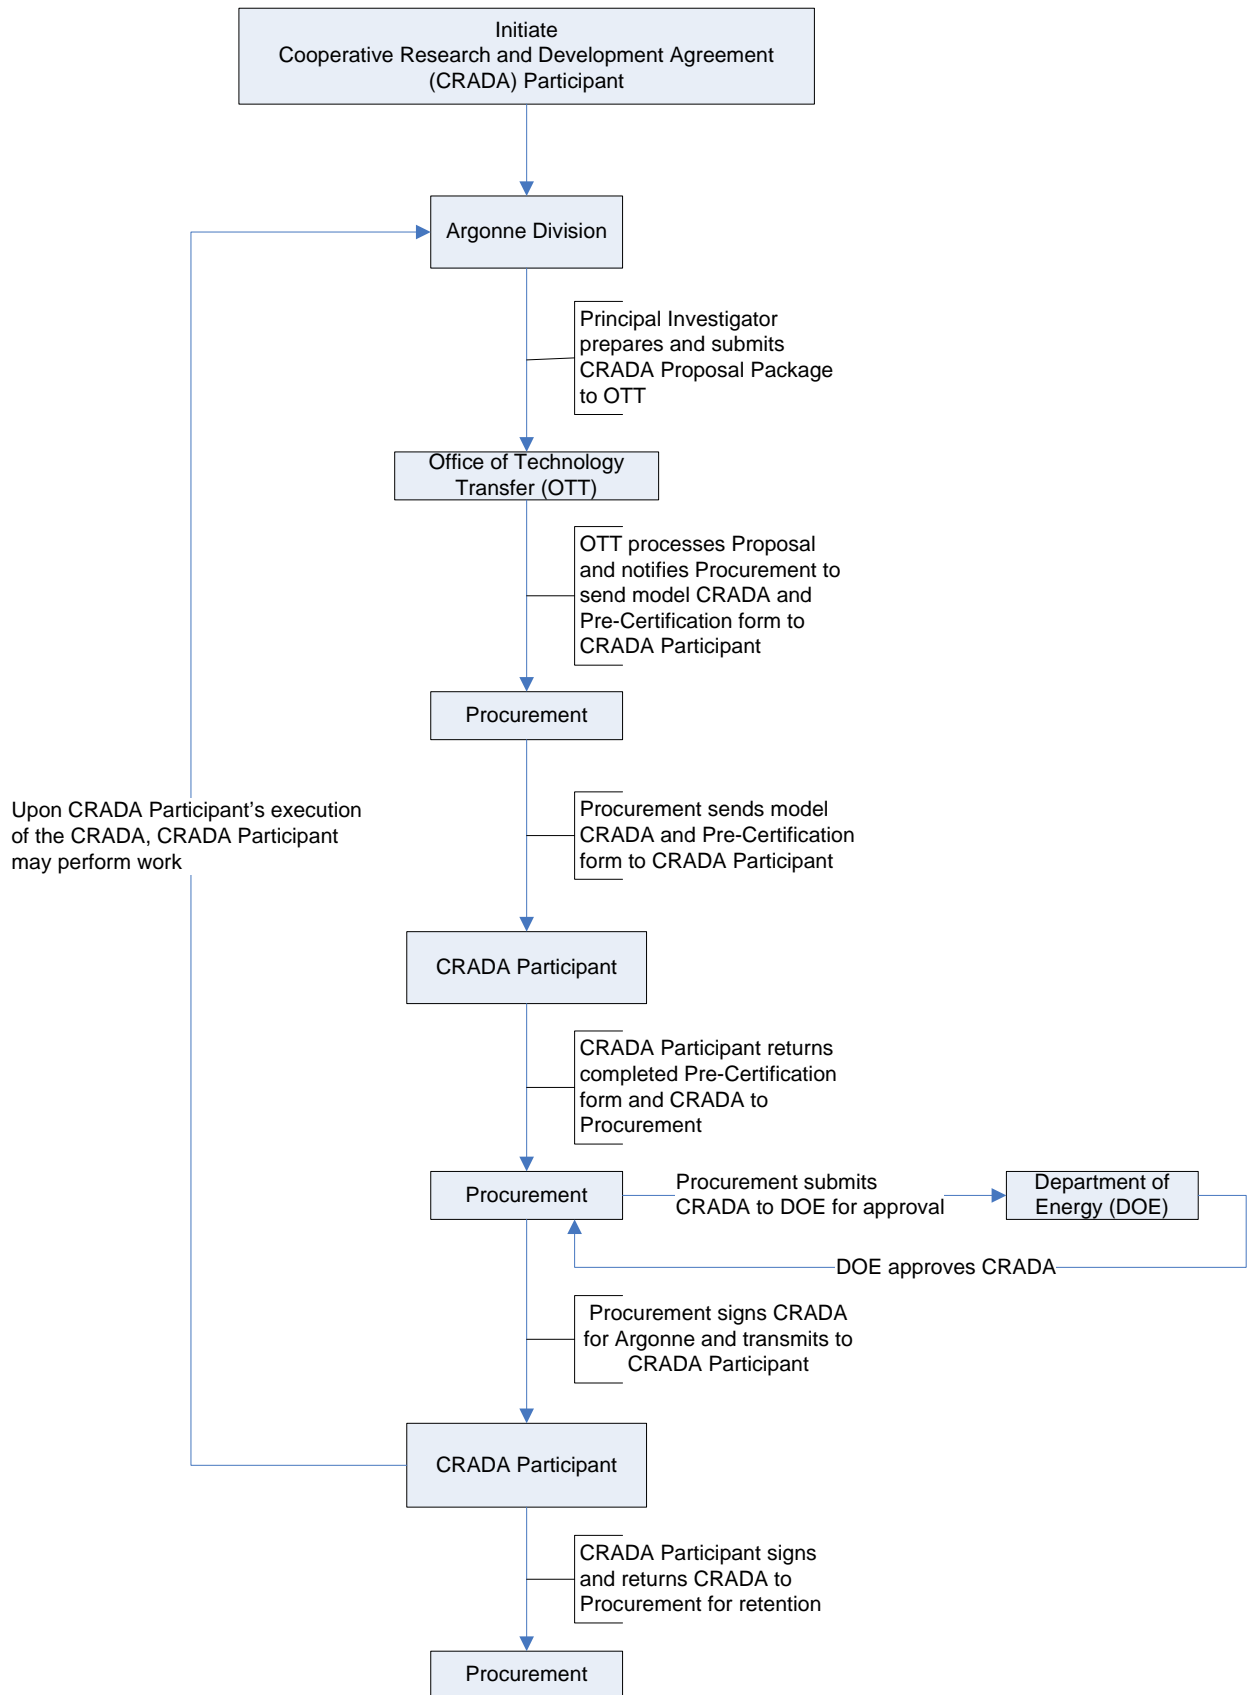 Initiate
Cooperative Research and Development Agreement
(CRADA) Participant
Argonne Division
Principal Investigator
prepares and submits
CRADA Proposal Package
to OTT
Office of Technology
Transfer (OTT)
OTT processes Proposal
and notifies Procurement to
send model CRADA and
Pre-Certification form to
CRADA Participant
Procurement
Upon CRADA Participant’s execution
of the CRADA, CRADA Participant
may perform work
Procurement sends model
CRADA and Pre-Certification
form to CRADA Participant
CRADA Participant
CRADA Participant returns
completed Pre-Certification
form and CRADA to
Procurement
Procurement
Procurement submits
CRADA to DOE for approval
Department of
Energy (DOE)
DOE approves CRADA
Procurement signs CRADA
for Argonne and transmits to
CRADA Participant
CRADA Participant
CRADA Participant signs
and returns CRADA to
Procurement for retention
Procurement